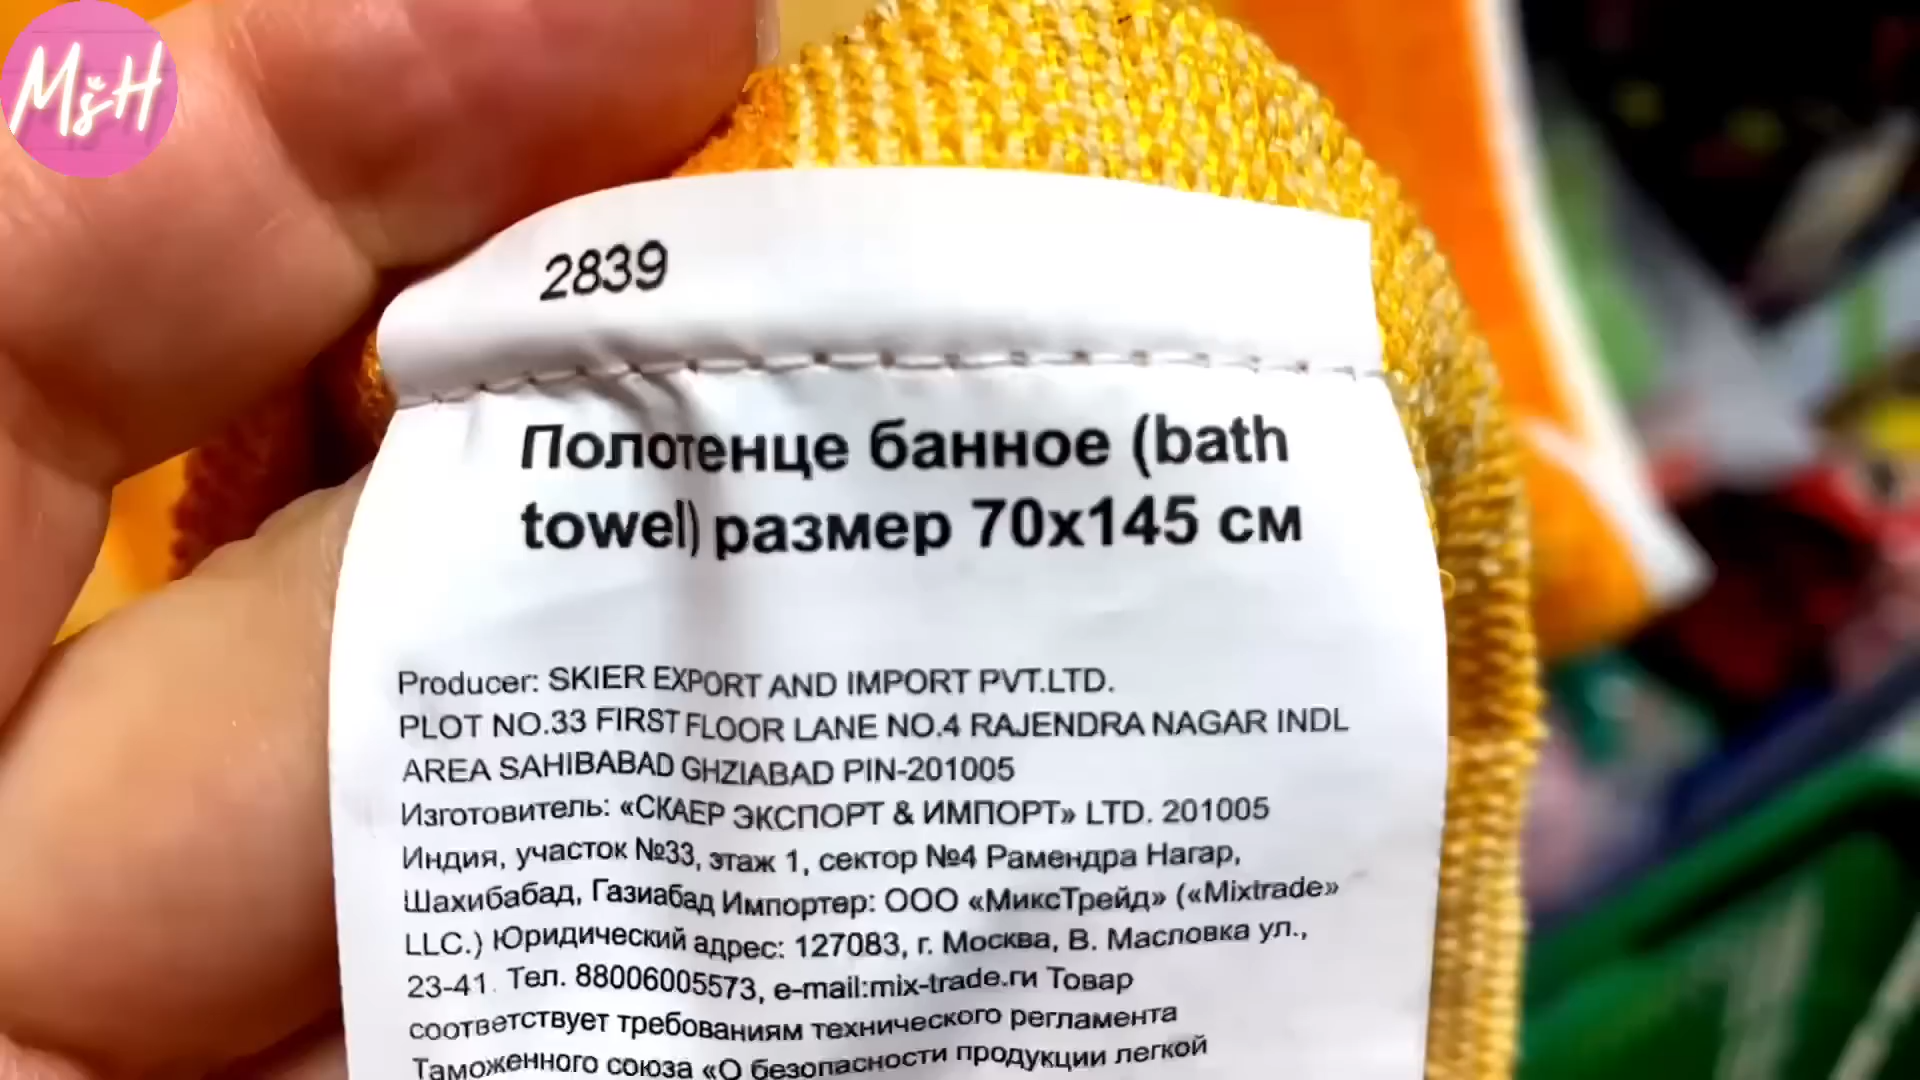 MšH
2839
Полотенце банное (bath
towel) размер 70x145 см
Producer: SKIER EXPORT AND IMPORT PVT.LTD.
PLOT NO.33 FIRST FLOOR LANE NO.4 RAJENDRA NAGAR INDL
AREA SAHIBABAD GHZIABAD PIN-201005
Изготовитель: «СКАЕР ЭКСПОРТ & ИМПОРТ» LTD. 201005
Индия, участок №33, этаж 1, сектор №4 Рамендра Нагар,
Шахибабад, Газиабад Импортер: ООО «МиксТрейд» («Mixtrade»
LLC.) Юридический адрес: 127083, г. Москва, В. Масловка ул.,
23-41. Тел. 88006005573, e-mail:mix-trade.ru Товар
соответствует требованиям технического регламента
Таможенного союза «О безопасности продукции легкой